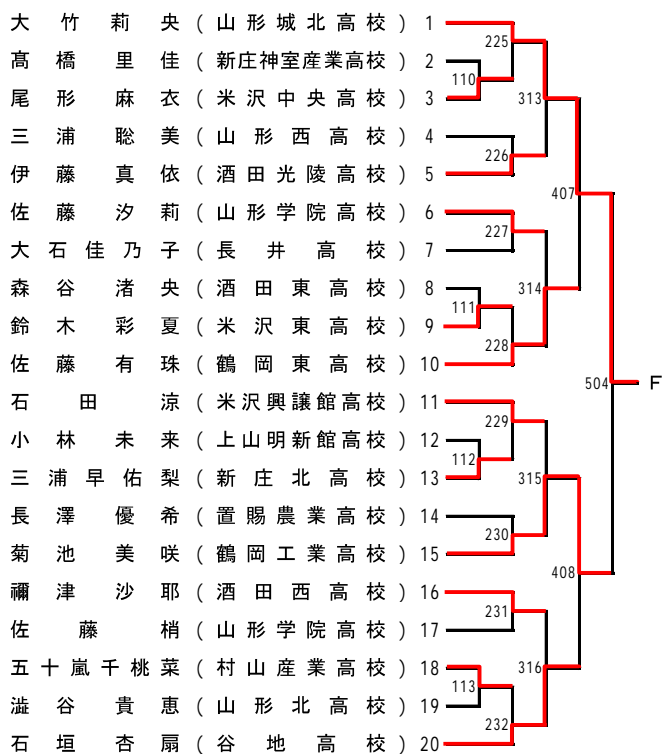 大竹莉央(山形城北高校) 1
髙橋里佳(新庄神室産業高校) 2
尾形麻衣(米沢中央高校) 3
三浦聡美(山形西高校) 4
伊藤真依(酒田光陵高校) 5
佐藤汐莉(山形学院高校) 6
大石佳乃子(長井高校) 7
森谷渚央(酒田東高校) 8
鈴木彩夏(米沢東高校) 9
佐藤有珠(鶴岡東高校) 10
石田涼(米沢興譲館高校) 11
小林未来(上山明新館高校) 12
三浦早佑梨(新庄北高校) 13
長澤優希(置賜農業高校) 14
菊池美咲(鶴岡工業高校) 15
禰津沙耶(酒田西高校) 16
佐藤梢(山形学院高校) 17
五十嵐千桃菜(村山産業高校) 18
澁谷貴恵(山形北高校) 19
石垣杏扇(谷地高校) 20
110
111
112
113
225
226
227
228
229
230
231
232
313
314
315
316
407
408
504
F